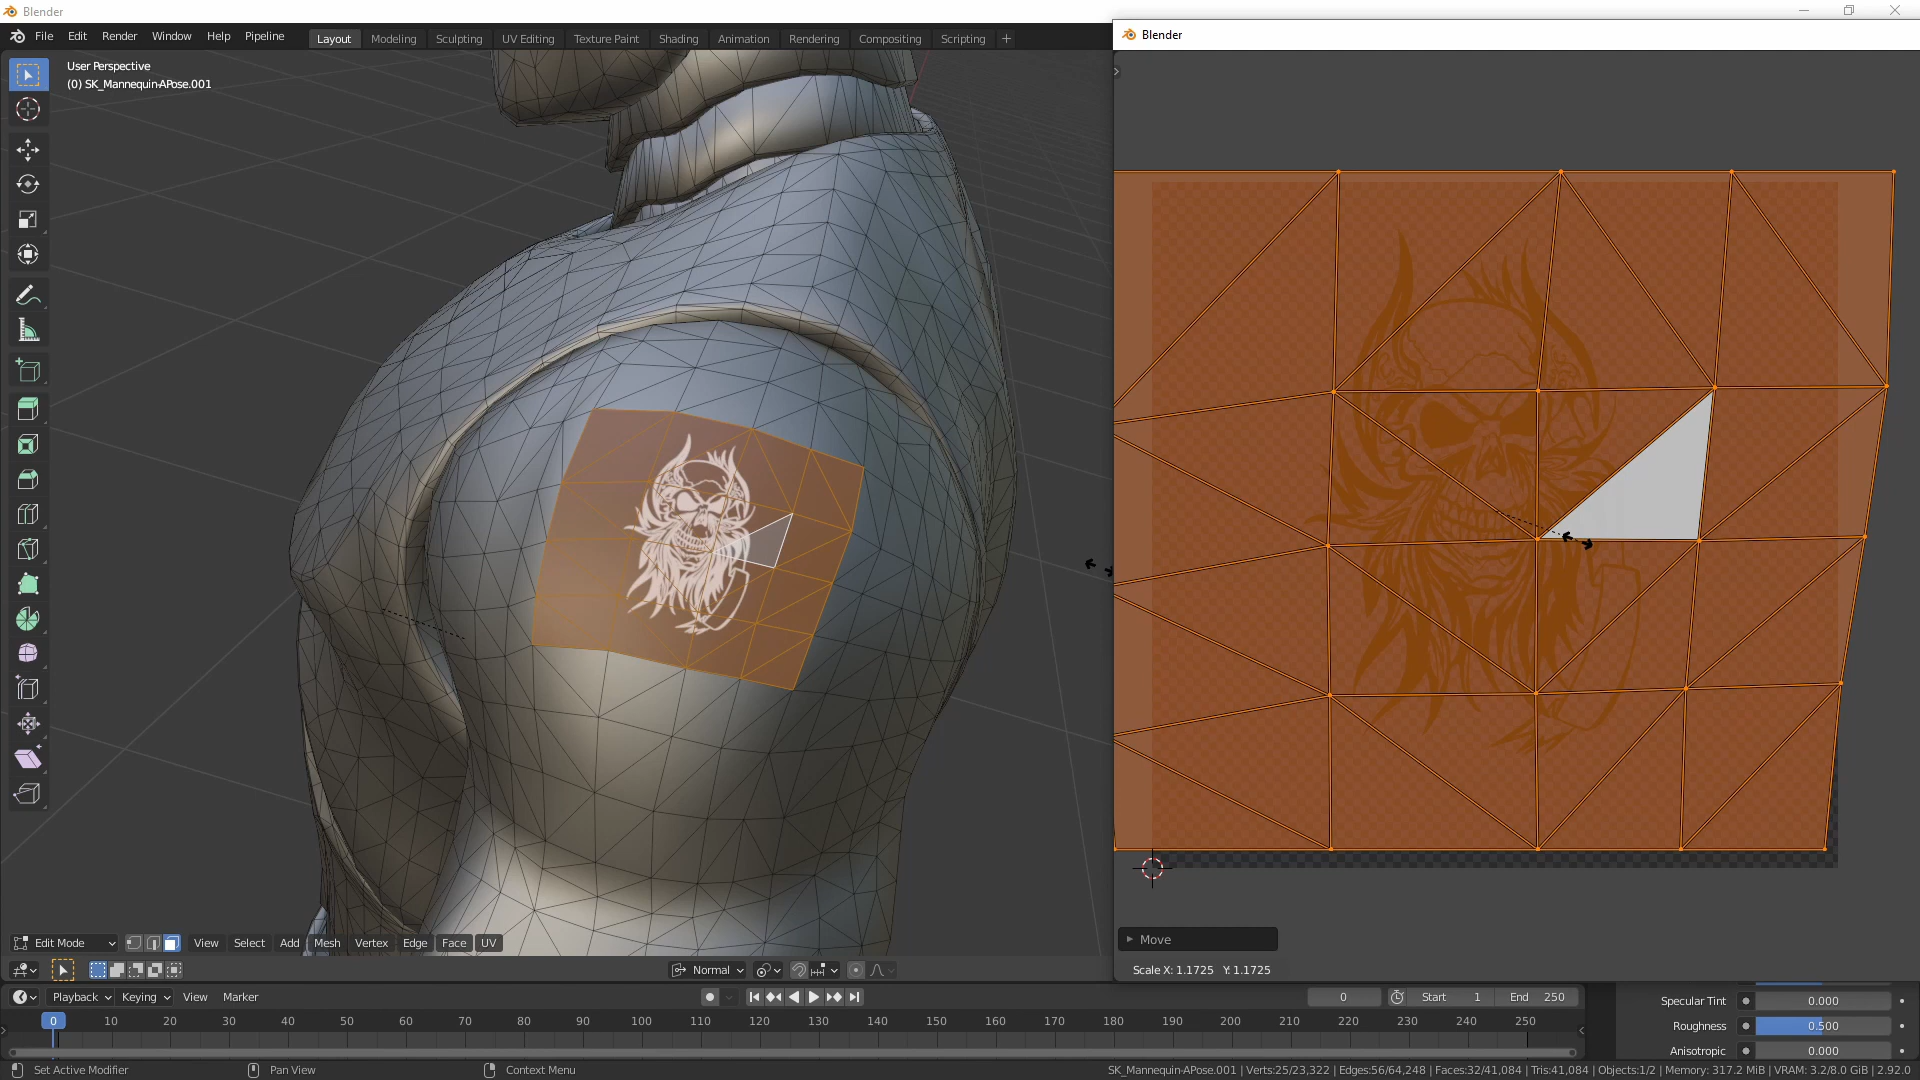 Blender
File Edit Render Window Help Pipeline Layout Modeling Sculpting UV Editing Texture Paint Shading Animation Rendering Compositing Scripting +
Blender
User Perspective
(0) SK_Mannequin-APose.001
Move
Edit Mode View Select Add Mesh Vertex Edge Face UV
Normal
Scale X: 1.1725 Y: 1.1725
Playback Keying View Marker 0 Start 1 End 250
0 10 20 30 40 50 60 70 80 90 100 110 120 130 140 150 160 170 180 190 200 210 220 230 240 250
Specular Tint 0.000
Roughness 0.500
Anisotropic 0.000
Set Active Modifier Pan View Context Menu SK_Mannequin-APose.001 | Verts:25/23,322 | Edges:56/64,248 | Faces:32/41,084 | Tris:41,084 | Objects:1/2 | Memory: 317.2 MiB | VRAM: 3.2/8.0 GiB | 2.92.0